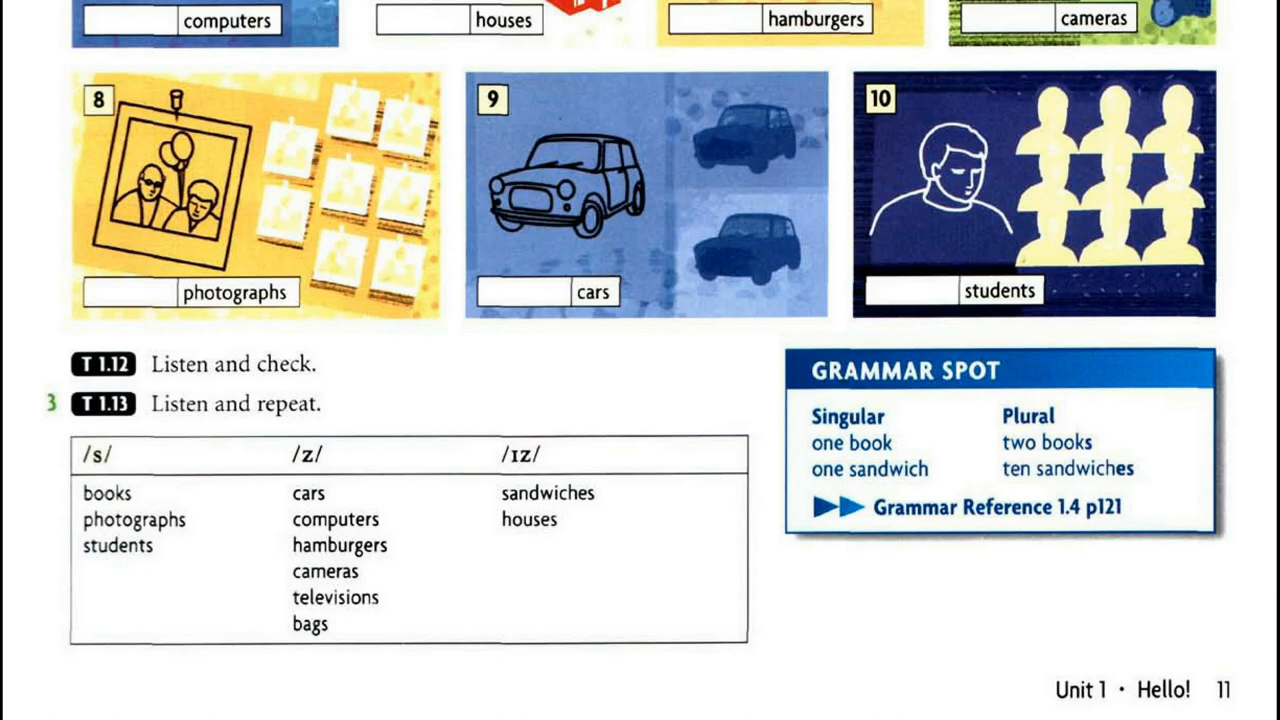 computers
houses
hamburgers
cameras
8
photographs
9
cars
10
students
T 1.12 Listen and check.
3 T 1.13 Listen and repeat.
/s/ /z/ /ɪz/
books cars sandwiches
photographs computers houses
students hamburgers
cameras
televisions
bags
GRAMMAR SPOT
Singular Plural
one book two books
one sandwich ten sandwiches
Grammar Reference 1.4 p121
Unit 1 · Hello! 11